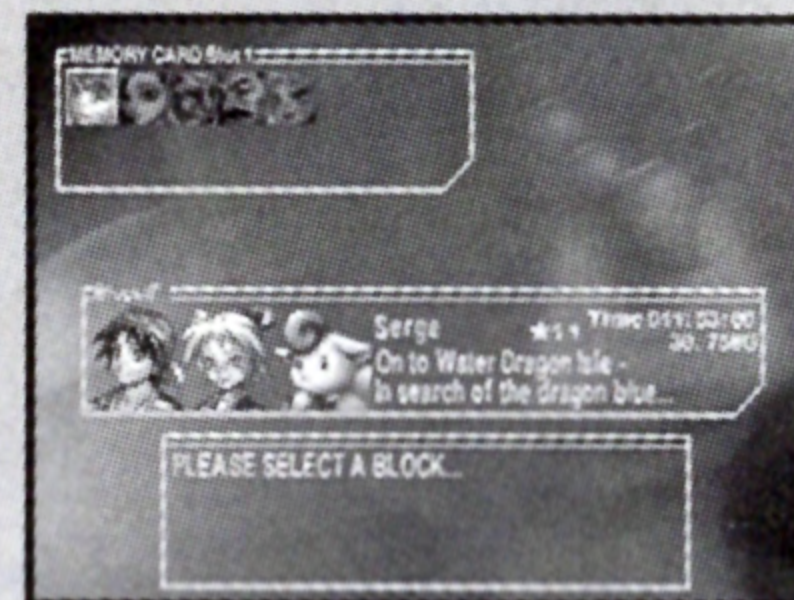 MEMORY CARD Slot 1
Serge
Time 011:53:00
On to Water Dragon Isle -
In search of the dragon blue...
PLEASE SELECT A BLOCK...